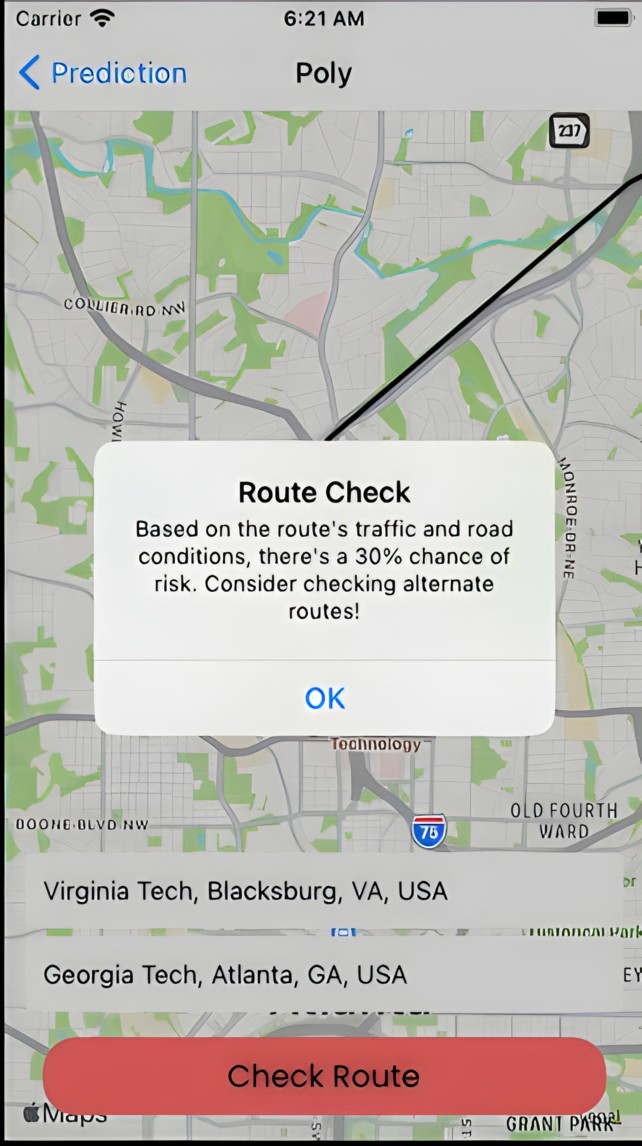 Carrier 6:21 AM
Prediction Poly
237
COLLIER RD NW
MONROE DR NE
Route Check
Based on the route's traffic and road
conditions, there's a 30% chance of
risk. Consider checking alternate
routes!
OK
Technology
BOONE BLVD NW
75
OLD FOURTH
WARD
Virginia Tech, Blacksburg, VA, USA
Georgia Tech, Atlanta, GA, USA
Check Route
Maps
GRANT PARK